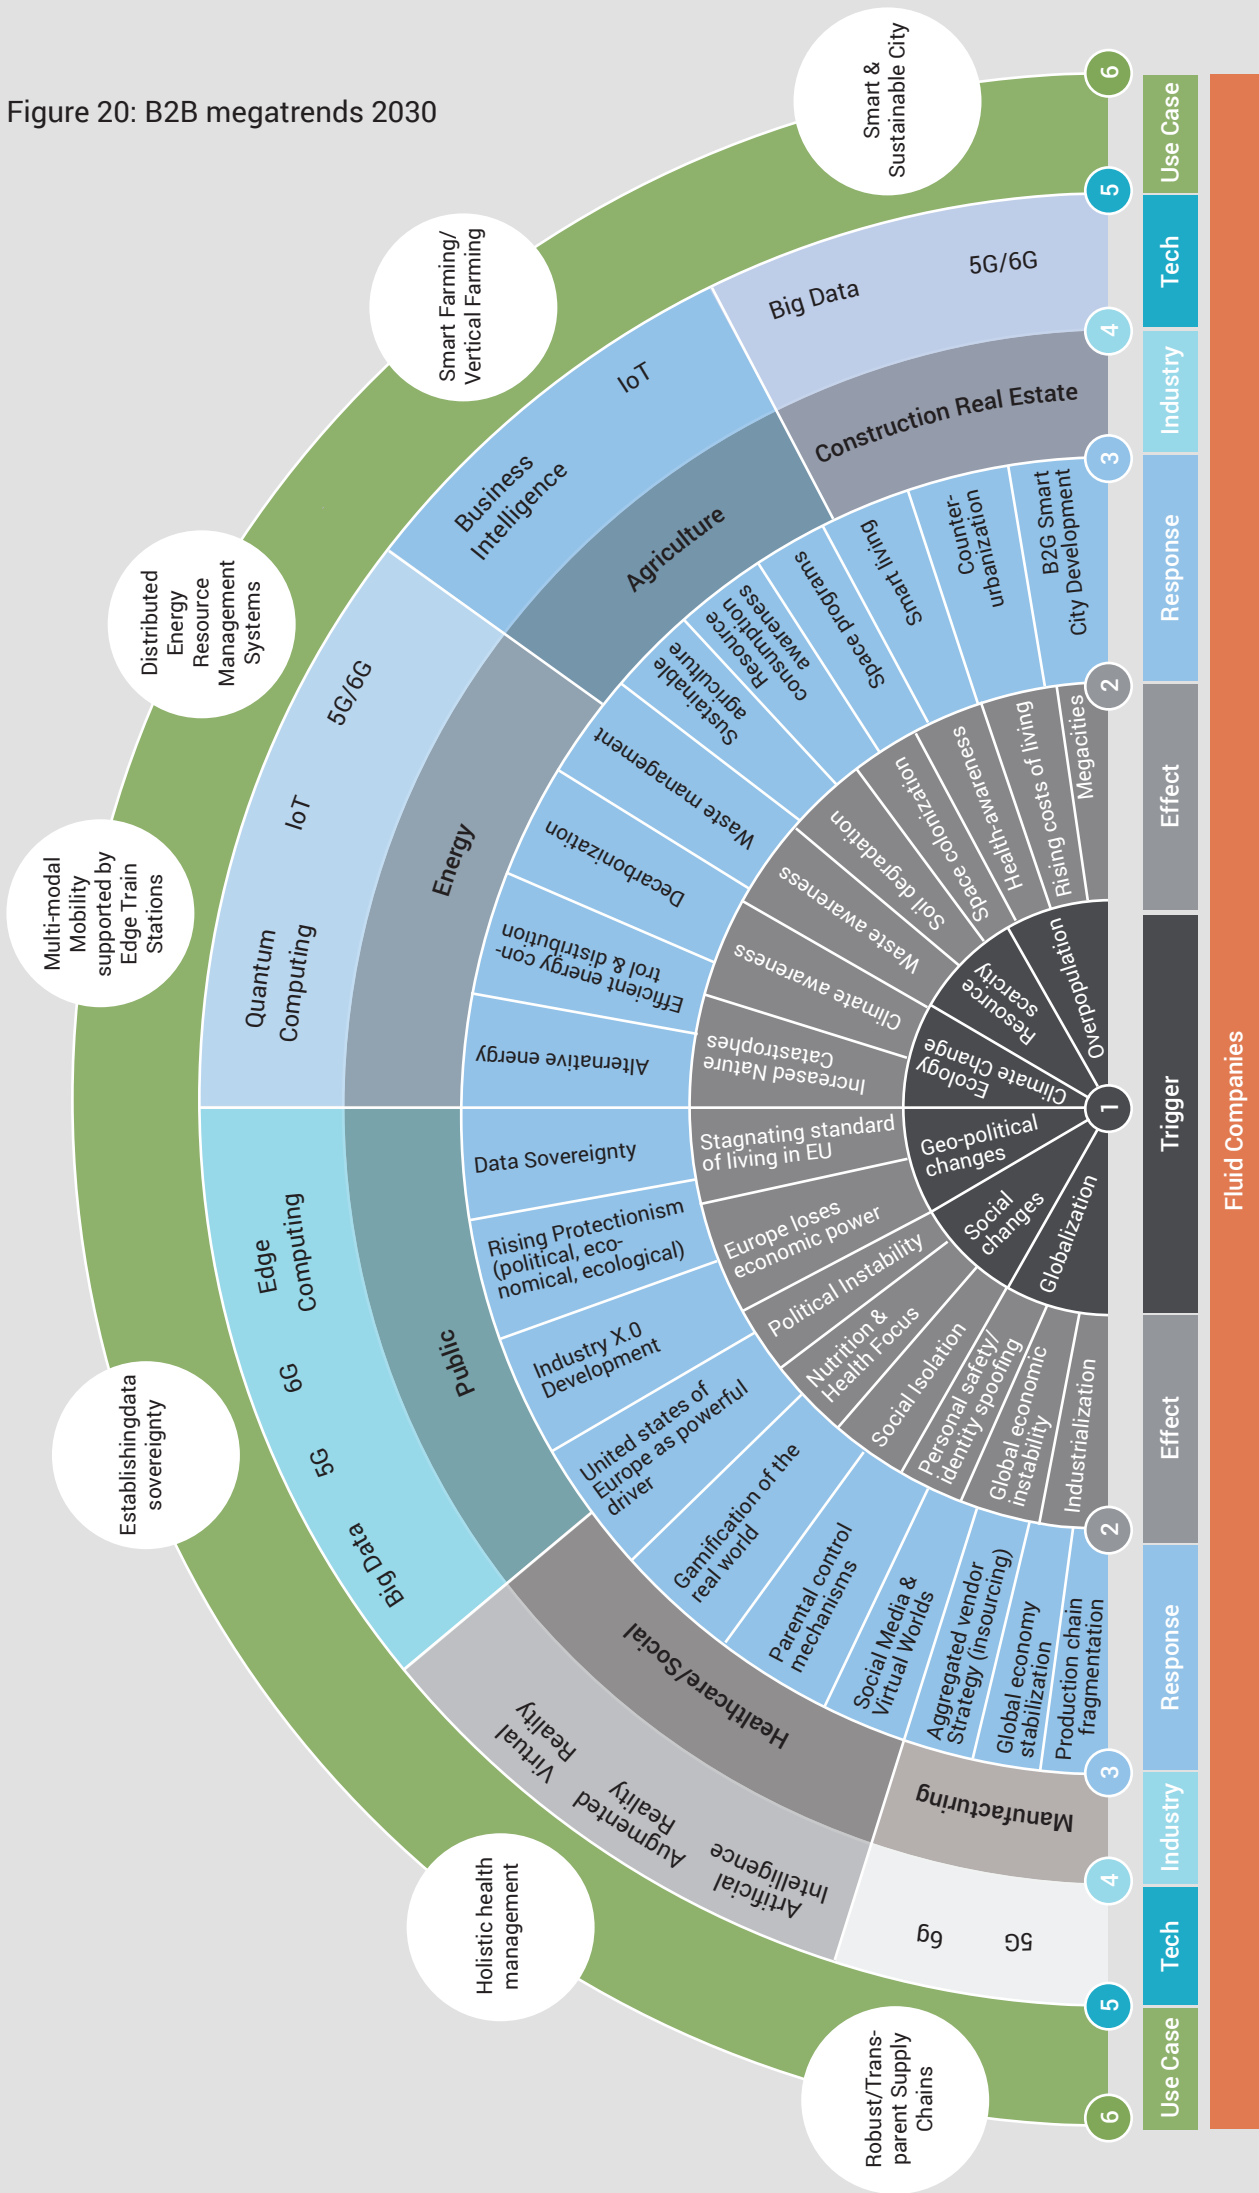 Figure 20: B2B megatrends 2030
Robust/Trans-
parent Supply
Chains
Holistic health
management
Establishingdata
sovereignty
Multi-modal
Mobility
supported by
Edge Train
Stations
Distributed
Energy
Resource
Management
Systems
Smart Farming/
Vertical Farming
Smart &
Sustainable City
5G
6g
Artificial
Intelligence
Augmented
Reality
Virtual
Reality
Big Data
5G
6G
Edge
Computing
Quantum
Computing
IoT
5G/6G
Business
Intelligence
IoT
Big Data
5G/6G
Manufacturing
Healthcare/Social
Public
Energy
Agriculture
Construction Real Estate
Production chain
fragmentation
Global economy
stabilization
Aggregated vendor
Strategy (insourcing)
Social Media &
Virtual Worlds
Parental control
mechanisms
Gamification of the
real world
United states of
Europe as powerful
driver
Industry X.0
Development
Rising Protectionism
(political, eco-
nomical, ecological)
Data Sovereignty
Alternative energy
Efficient energy con-
trol & distribution
Decarbonization
Waste management
Sustainable
agriculture
Resource
consumption
awareness
Space programs
Smart living
Counter-
urbanization
B2G Smart
City Development
Industrialization
Global economic
instability
Personal safety/
identity spoofing
Social Isolation
Nutrition &
Health Focus
Political Instability
Europe loses
economic power
Stagnating standard
of living in EU
Increased Nature
Catastrophes
Climate awareness
Waste awareness
Soil degradation
Space colonization
Health-awareness
Rising costs of living
Megacities
Globalization
Social
changes
Geo-political
changes
Ecology
Climate Change
Resource
scarcity
Overpopulation
6
5
4
3
2
1
2
3
4
5
6
Use Case
Tech
Industry
Response
Effect
Trigger
Effect
Response
Industry
Tech
Use Case
Fluid Companies